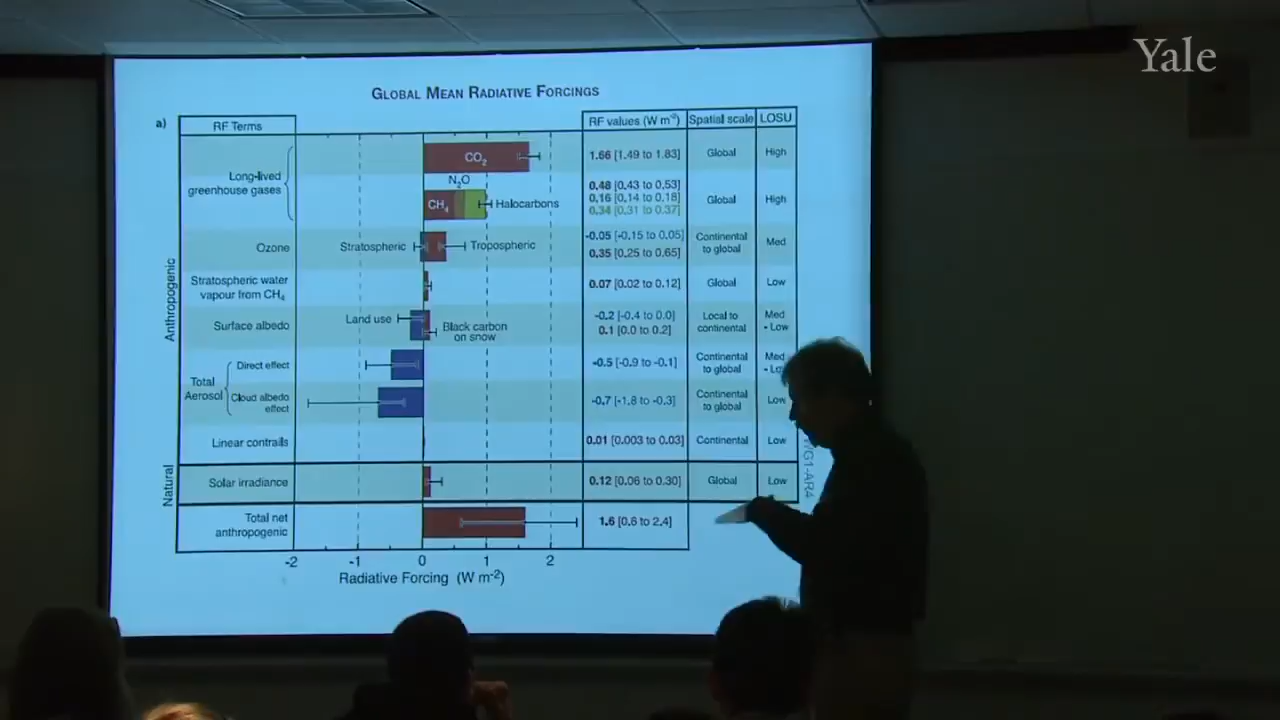 Yale
GLOBAL MEAN RADIATIVE FORCINGS
a)
RF Terms
RF values (W m⁻²)
Spatial scale
LOSU
Anthropogenic
Long-lived
greenhouse gases
CO₂
1.66 [1.49 to 1.83]
Global
High
N₂O
CH₄
Halocarbons
0.48 [0.43 to 0.53]
0.16 [0.14 to 0.18]
0.34 [0.31 to 0.37]
Global
High
Ozone
Stratospheric
Tropospheric
-0.05 [-0.15 to 0.05]
0.35 [0.25 to 0.65]
Continental
to global
Med
Stratospheric water
vapour from CH₄
0.07 [0.02 to 0.12]
Global
Low
Surface albedo
Land use
Black carbon
on snow
-0.2 [-0.4 to 0.0]
0.1 [0.0 to 0.2]
Local to
continental
Med
- Low
Total
Aerosol
Direct effect
-0.5 [-0.9 to -0.1]
Continental
to global
Med
Cloud albedo
effect
-0.7 [-1.8 to -0.3]
Continental
to global
Low
Linear contrails
0.01 [0.003 to 0.03]
Continental
Low
Natural
Solar irradiance
0.12 [0.06 to 0.30]
Global
Low
Total net
anthropogenic
1.6 [0.6 to 2.4]
-2 -1 0 1 2
Radiative Forcing (W m⁻²)
G1-AR4